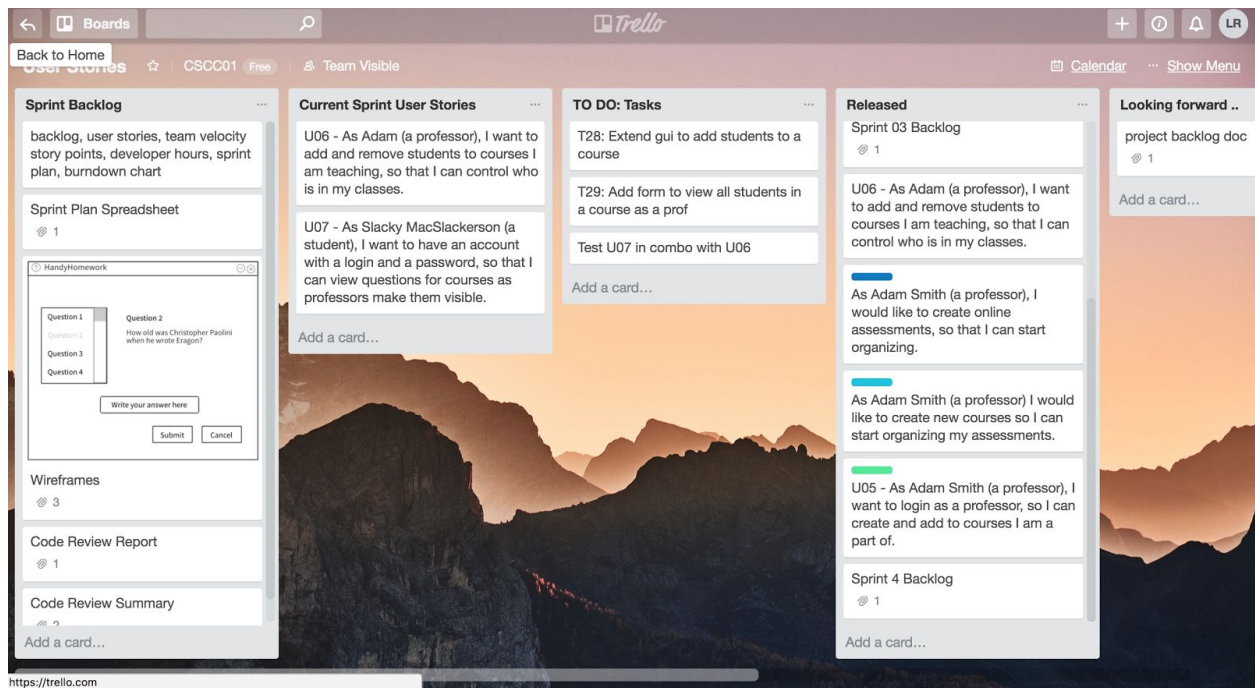 Boards
Trello
LR
Back to Home
User Stories
CSCC01 Free
Team Visible
Calendar
... Show Menu
Sprint Backlog
...
backlog, user stories, team velocity
story points, developer hours, sprint
plan, burndown chart
Sprint Plan Spreadsheet
1
HandyHomework
Question 1
Question 2
Question 3
Question 4
Question 2
How old was Christopher Paolini
when he wrote Eragon?
Write your answer here
Submit
Cancel
Wireframes
3
Code Review Report
1
Code Review Summary
2
Add a card...
Current Sprint User Stories
...
U06 - As Adam (a professor), I want to
add and remove students to courses I
am teaching, so that I can control who
is in my classes.
U07 - As Slacky MacSlackerson (a
student), I want to have an account
with a login and a password, so that I
can view questions for courses as
professors make them visible.
Add a card...
TO DO: Tasks
...
T28: Extend gui to add students to a
course
T29: Add form to view all students in
a course as a prof
Test U07 in combo with U06
Add a card...
Released
...
Sprint 03 Backlog
1
U06 - As Adam (a professor), I want
to add and remove students to
courses I am teaching, so that I can
control who is in my classes.
As Adam Smith (a professor), I
would like to create online
assessments, so that I can start
organizing.
As Adam Smith (a professor) I would
like to create new courses so I can
start organizing my assessments.
U05 - As Adam Smith (a professor), I
want to login as a professor, so I can
create and add to courses I am a
part of.
Sprint 4 Backlog
1
Add a card...
Looking forward ..
project backlog doc
1
Add a card...
https://trello.com